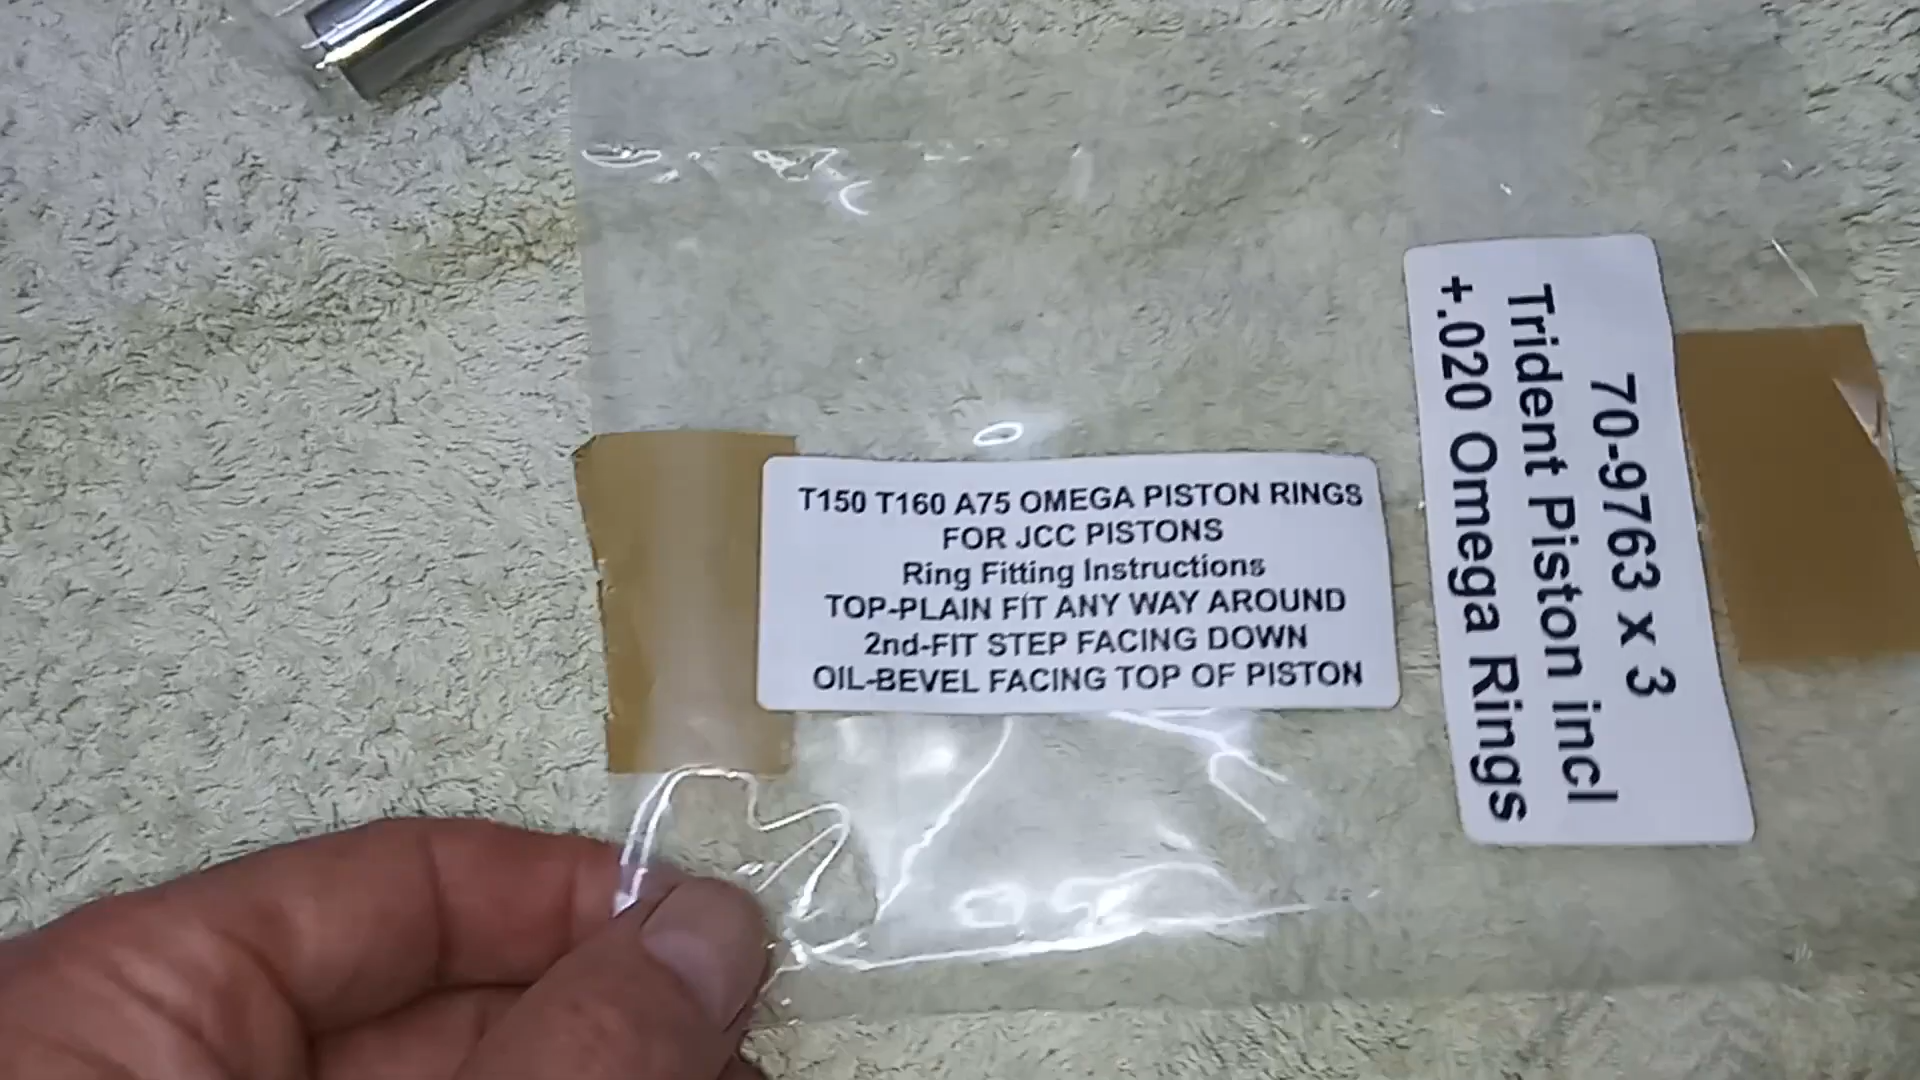 T150 T160 A75 OMEGA PISTON RINGS
FOR JCC PISTONS
Ring Fitting Instructions
TOP-PLAIN FIT ANY WAY AROUND
2nd-FIT STEP FACING DOWN
OIL-BEVEL FACING TOP OF PISTON
70-9763 x 3
Trident Piston incl
+.020 Omega Rings